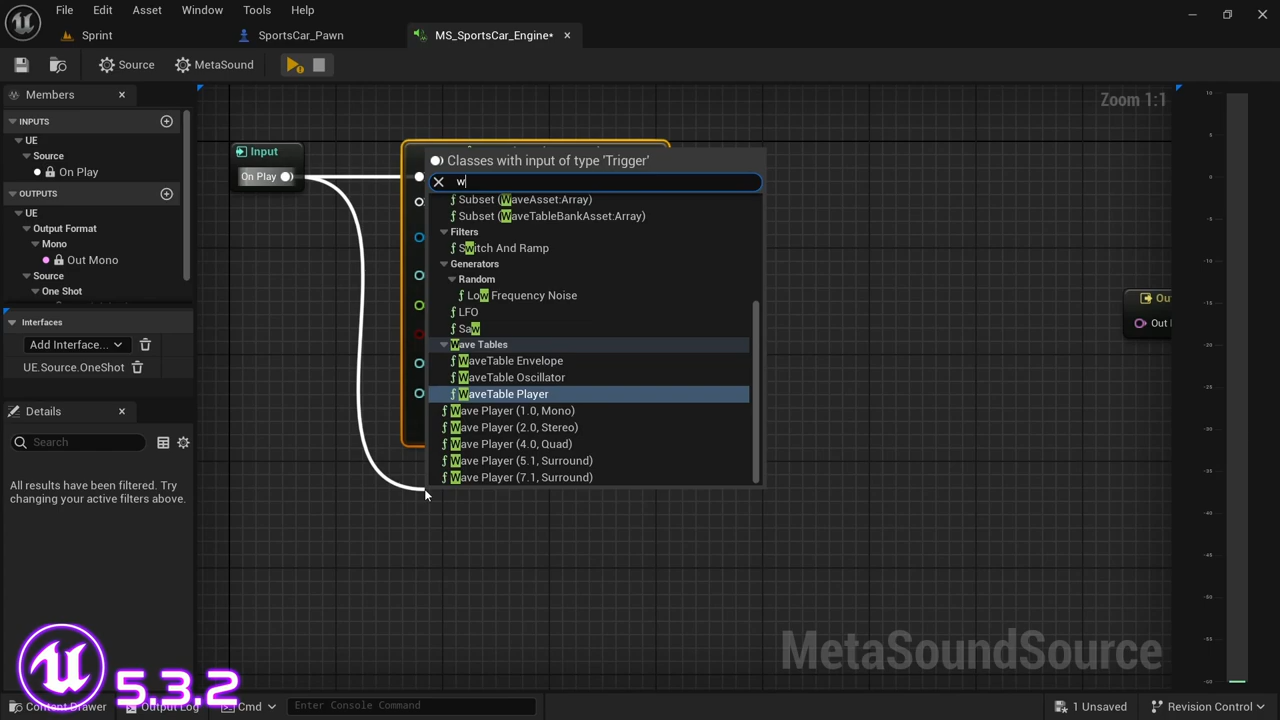 File Edit Asset Window Tools Help
Sprint SportsCar_Pawn MS_SportsCar_Engine*
Source MetaSound
Members
INPUTS
UE
Source
On Play
OUTPUTS
UE
Output Format
Mono
Out Mono
Source
One Shot
Interfaces
Add Interface...
UE.Source.OneShot
Details
Search
All results have been filtered. Try
changing your active filters above.
Zoom 1:1
Input
On Play
Classes with input of type 'Trigger'
w
Subset (WaveAsset:Array)
Subset (WaveTableBankAsset:Array)
Filters
Switch And Ramp
Generators
Random
Low Frequency Noise
LFO
Saw
Wave Tables
WaveTable Envelope
WaveTable Oscillator
WaveTable Player
Wave Player (1.0, Mono)
Wave Player (2.0, Stereo)
Wave Player (4.0, Quad)
Wave Player (5.1, Surround)
Wave Player (7.1, Surround)
MetaSoundSource
5.3.2
Content Drawer Output Log Cmd Enter Console Command 1 Unsaved Revision Control